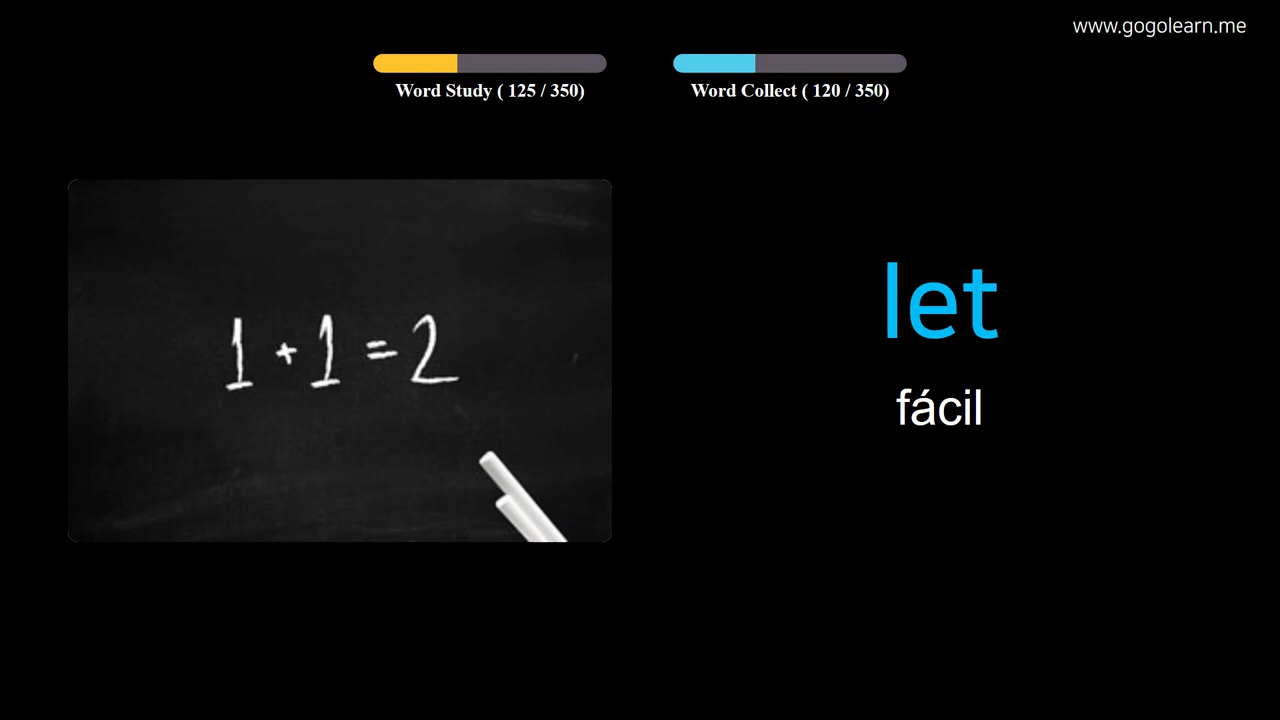 www.gogolearn.me
Word Study ( 125 / 350)
Word Collect ( 120 / 350)
1 + 1 = 2
let
fácil